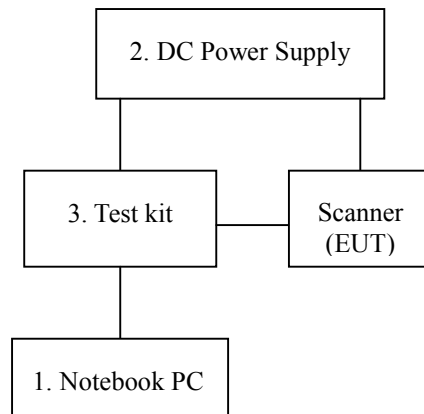 2. DC Power Supply
3. Test kit
Scanner
(EUT)
1. Notebook PC